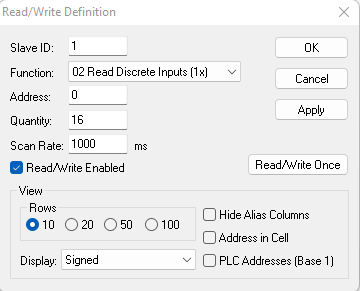 Read/Write Definition
Slave ID: 1 OK
Function: 02 Read Discrete Inputs (1x) Cancel
Address: 0
Quantity: 16 Apply
Scan Rate: 1000 ms
Read/Write Enabled Read/Write Once
View
Rows
10 20 50 100 Hide Alias Columns
Address in Cell
Display: Signed PLC Addresses (Base 1)